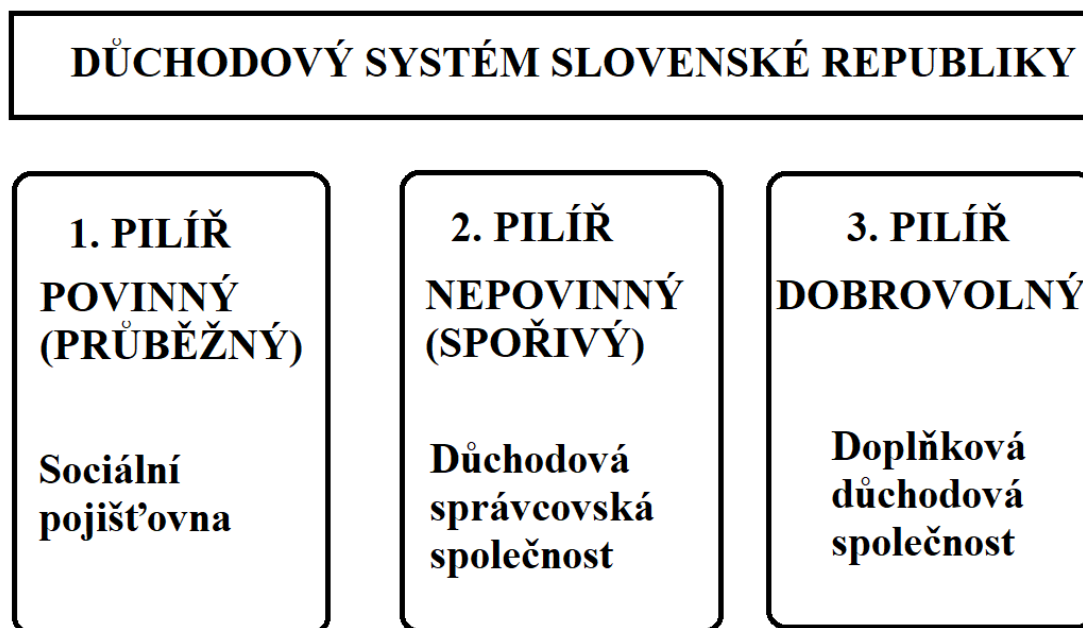 DŮCHODOVÝ SYSTÉM SLOVENSKÉ REPUBLIKY
1. PILÍŘ
POVINNÝ
(PRŮBĚŽNÝ)
Sociální
pojišťovna
2. PILÍŘ
NEPOVINNÝ
(SPOŘIVÝ)
Důchodová
správcovská
společnost
3. PILÍŘ
DOBROVOLNÝ
Doplňková
důchodová
společnost